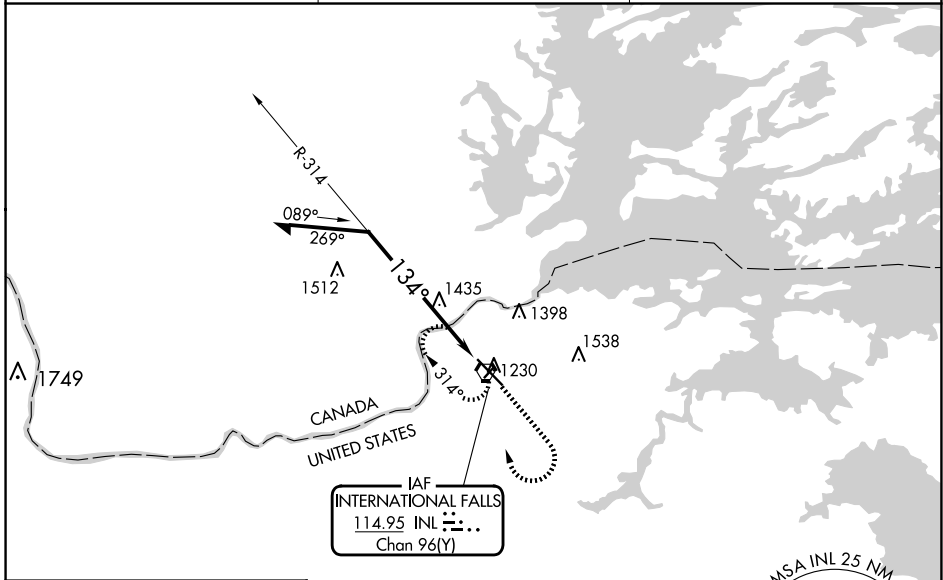 R-314
089°
269°
1512
134°
1435
1398
1538
1230
314°
1749
CANADA
UNITED STATES
IAF
INTERNATIONAL FALLS
114.95 INL
Chan 96(Y)
MSA INL 25 NM